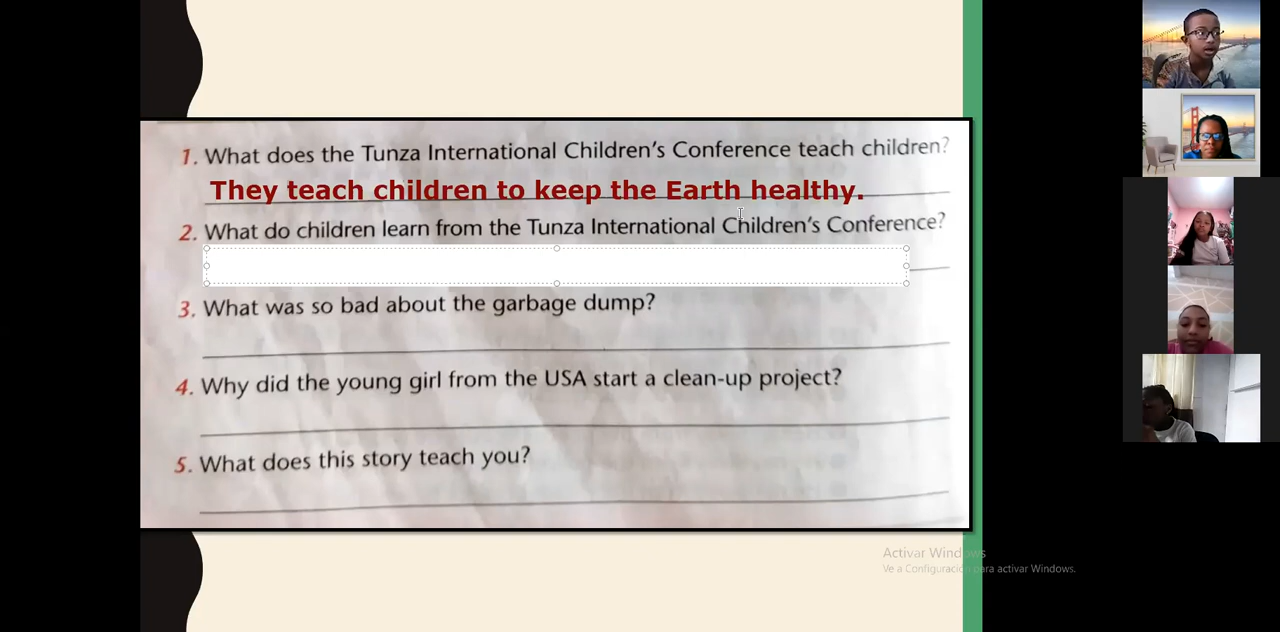 1. What does the Tunza International Children's Conference teach children?
They teach children to keep the Earth healthy.
2. What do children learn from the Tunza International Children's Conference?
3. What was so bad about the garbage dump?
4. Why did the young girl from the USA start a clean-up project?
5. What does this story teach you?
Activar Windows
Ve a Configuración para activar Windows.